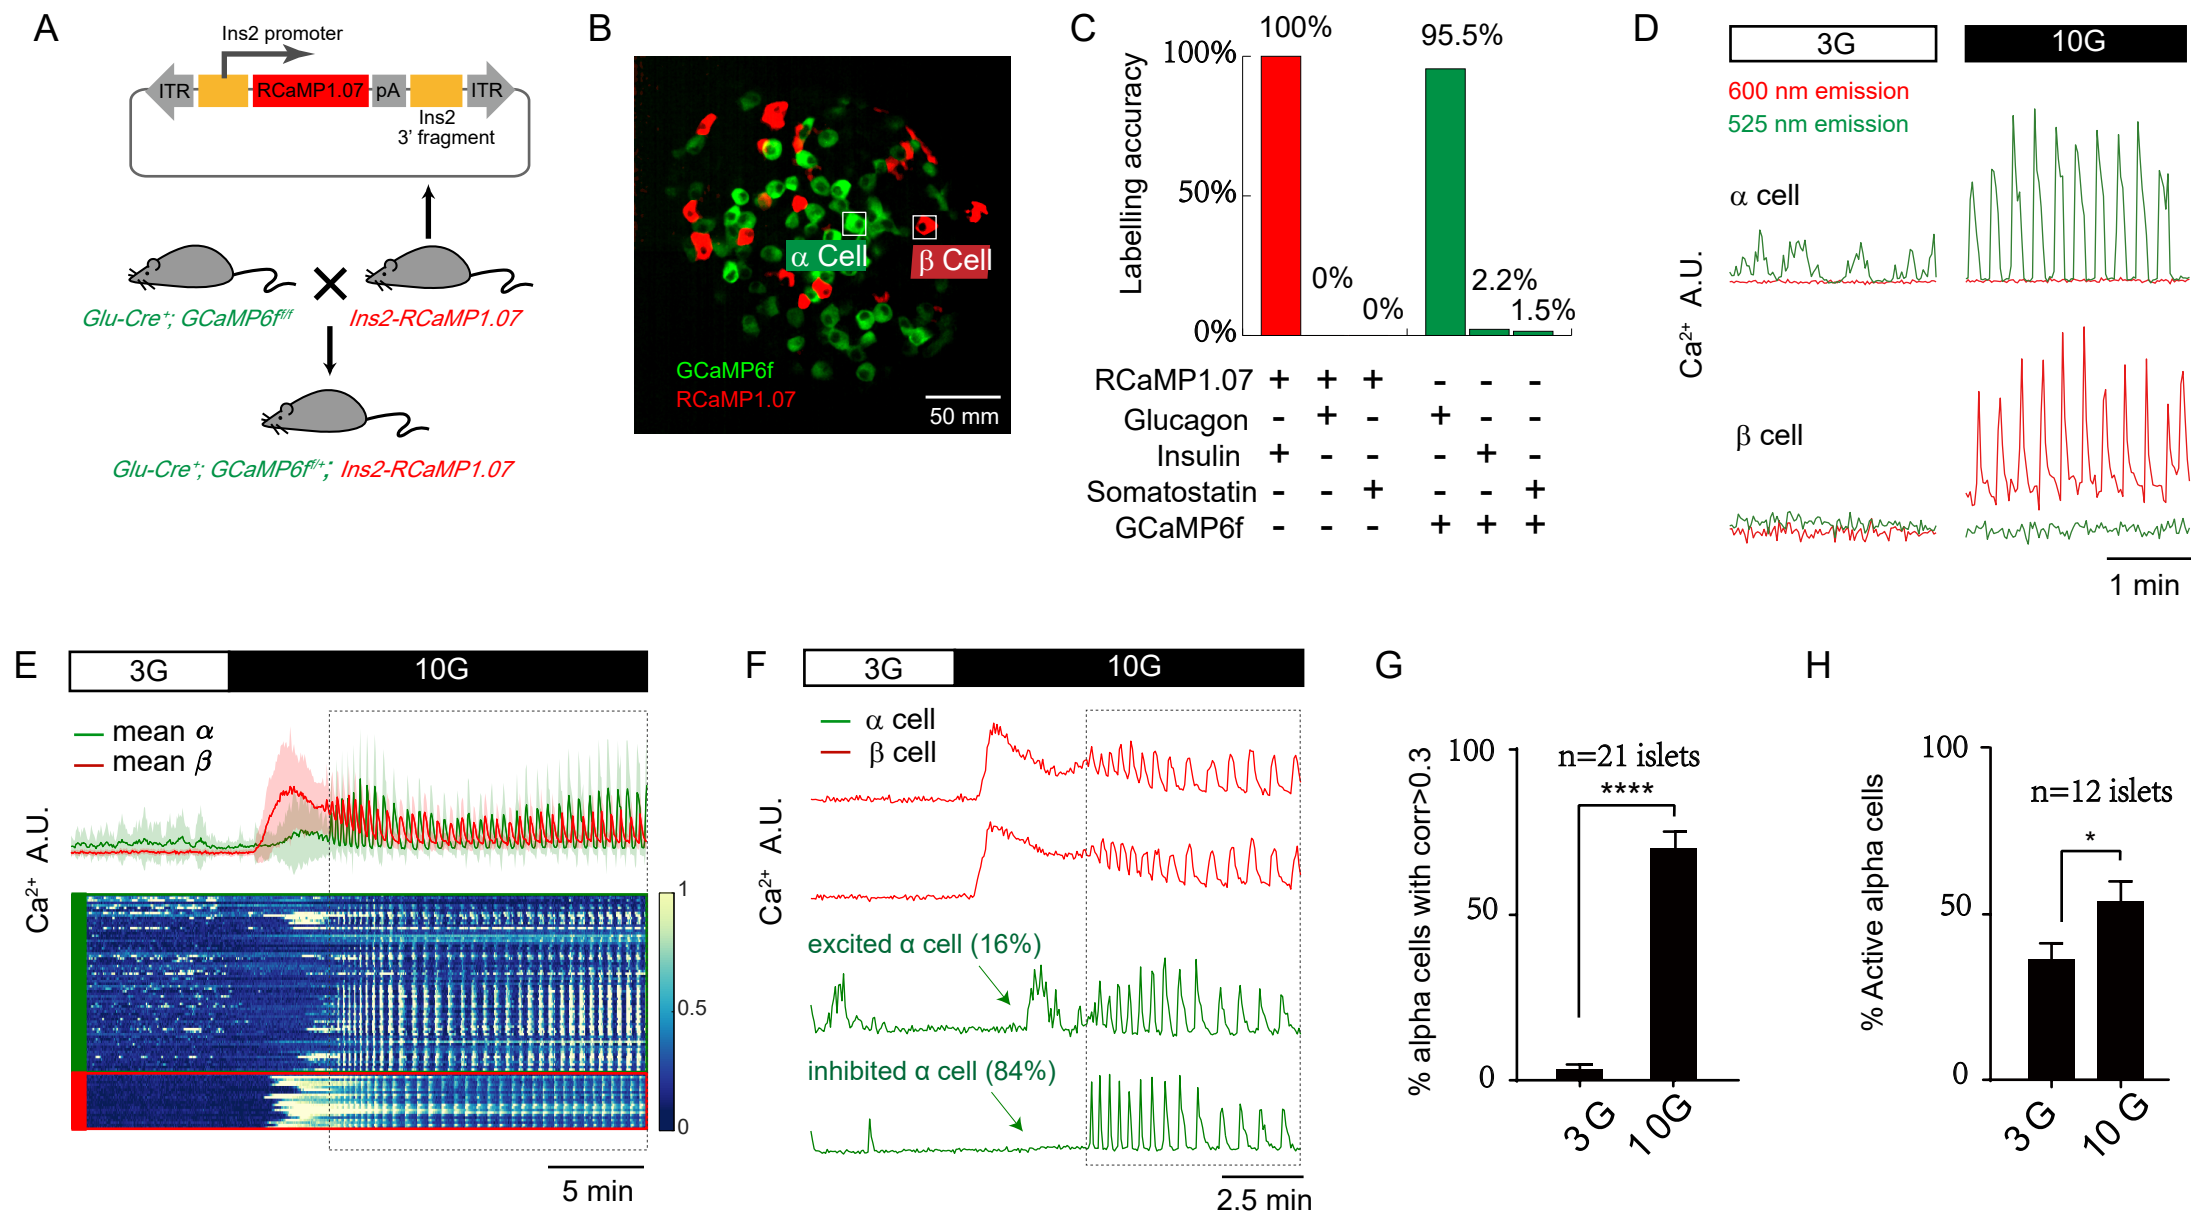 A
Ins2 promoter
ITR
RCaMP1.07
pA
ITR
Ins2
3' fragment
Glu-Cre⁺; GCaMP6f^f/f
Ins2-RCaMP1.07
Glu-Cre⁺; GCaMP6f^f/+; Ins2-RCaMP1.07
B
α Cell
β Cell
GCaMP6f
RCaMP1.07
50 mm
C
Labelling accuracy
100%
50%
0%
100%
0%
0%
95.5%
2.2%
1.5%
RCaMP1.07 + + + - - -
Glucagon - + - + - -
Insulin + - - - + -
Somatostatin - - + - - +
GCaMP6f - - - + + +
D
3G
10G
600 nm emission
525 nm emission
α cell
β cell
Ca²⁺ A.U.
1 min
E
3G
10G
mean α
mean β
Ca²⁺ A.U.
1
0.5
0
5 min
F
3G
10G
α cell
β cell
Ca²⁺ A.U.
excited α cell (16%)
inhibited α cell (84%)
2.5 min
G
% alpha cells with corr>0.3
100
50
0
n=21 islets
****
3G
10G
H
% Active alpha cells
100
50
0
n=12 islets
*
3G
10G